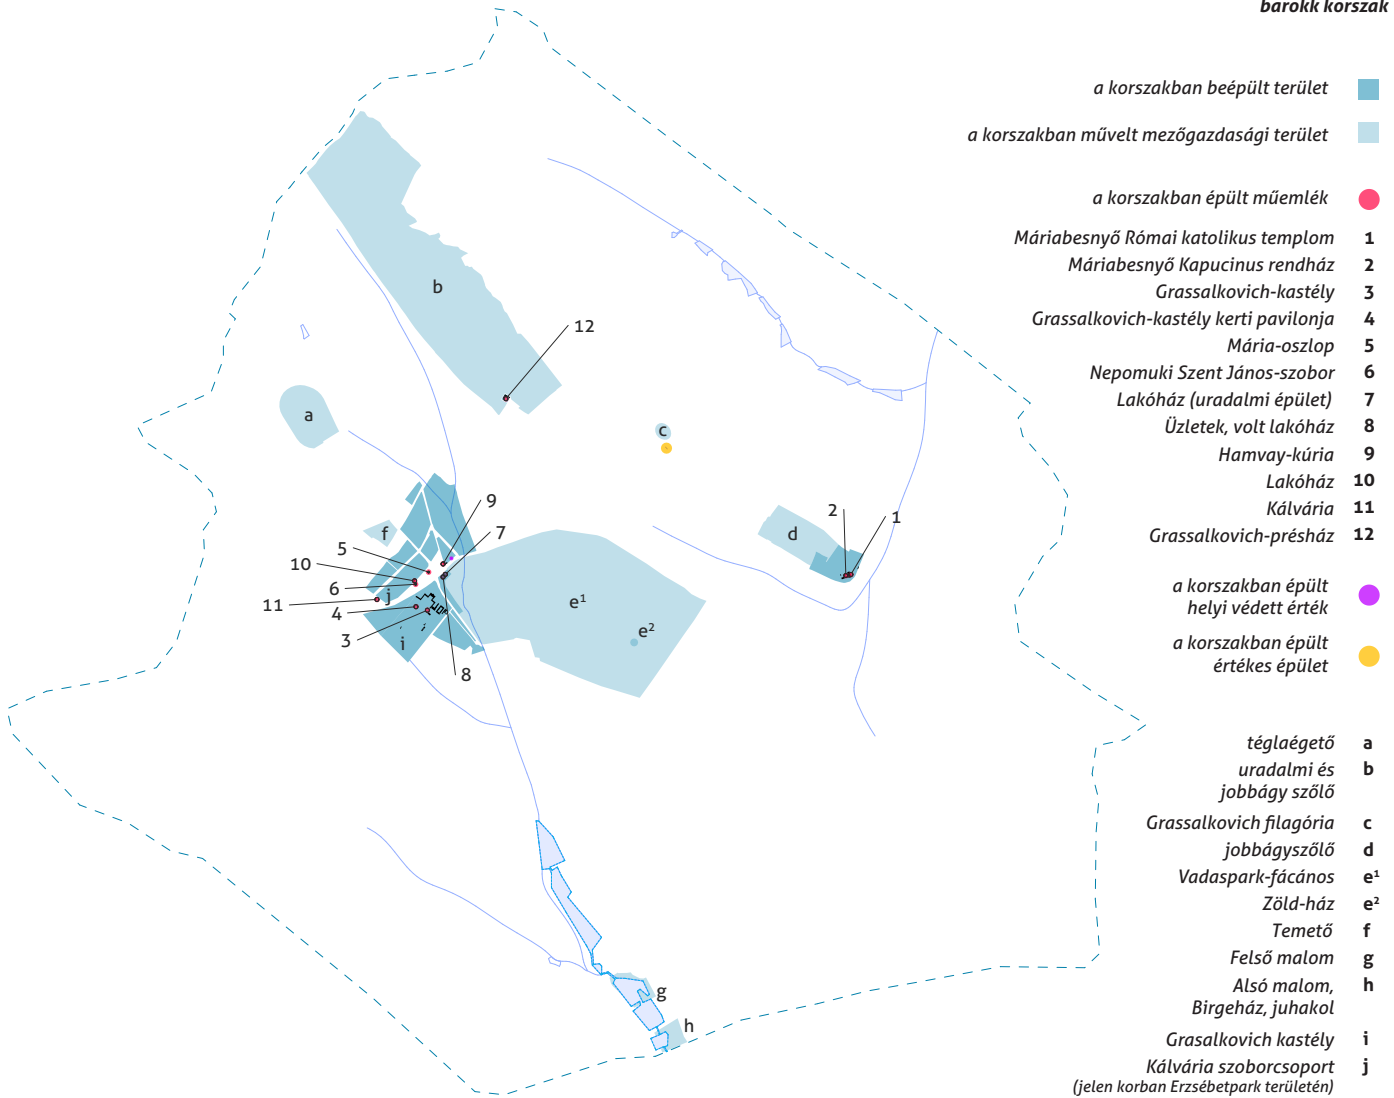 barokk korszak
a korszakban beépült terület
a korszakban művelt mezőgazdasági terület
a korszakban épült műemlék
Máriabesnyő Római katolikus templom 1
Máriabesnyő Kapucinus rendház 2
Grassalkovich-kastély 3
Grassalkovich-kastély kerti pavilonja 4
Mária-oszlop 5
Nepomuki Szent János-szobor 6
Lakóház (uradalmi épület) 7
Üzletek, volt lakóház 8
Hamvay-kúria 9
Lakóház 10
Kálvária 11
Grassalkovich-présház 12
a korszakban épült
helyi védett érték
a korszakban épült
értékes épület
téglaégető a
uradalmi és b
jobbágy szőlő
Grassalkovich filagória c
jobbágyszőlő d
Vadaspark-fácános e¹
Zöld-ház e²
Temető f
Felső malom g
Alsó malom, h
Birgeház, juhakol
Grasalkovich kastély i
Kálvária szoborcsoport j
(jelen korban Erzsébetpark területén)
b
12
a
c
9
2
1
d
f
7
5
10
6
j
11
4
e¹
3
i
e²
8
g
h